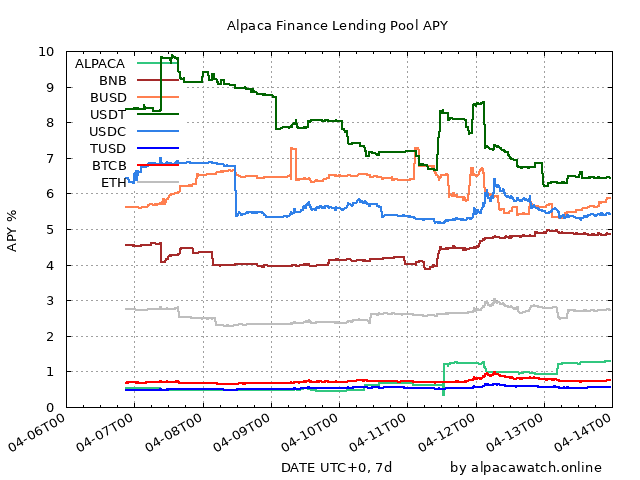 Alpaca Finance Lending Pool APY
10
9
8
7
6
5
4
3
2
1
0
APY %
ALPACA
BNB
BUSD
USDT
USDC
TUSD
BTCB
ETH
04-06T00
04-07T00
04-08T00
04-09T00
04-10T00
04-11T00
04-12T00
04-13T00
04-14T00
DATE UTC+0, 7d
by alpacawatch.online